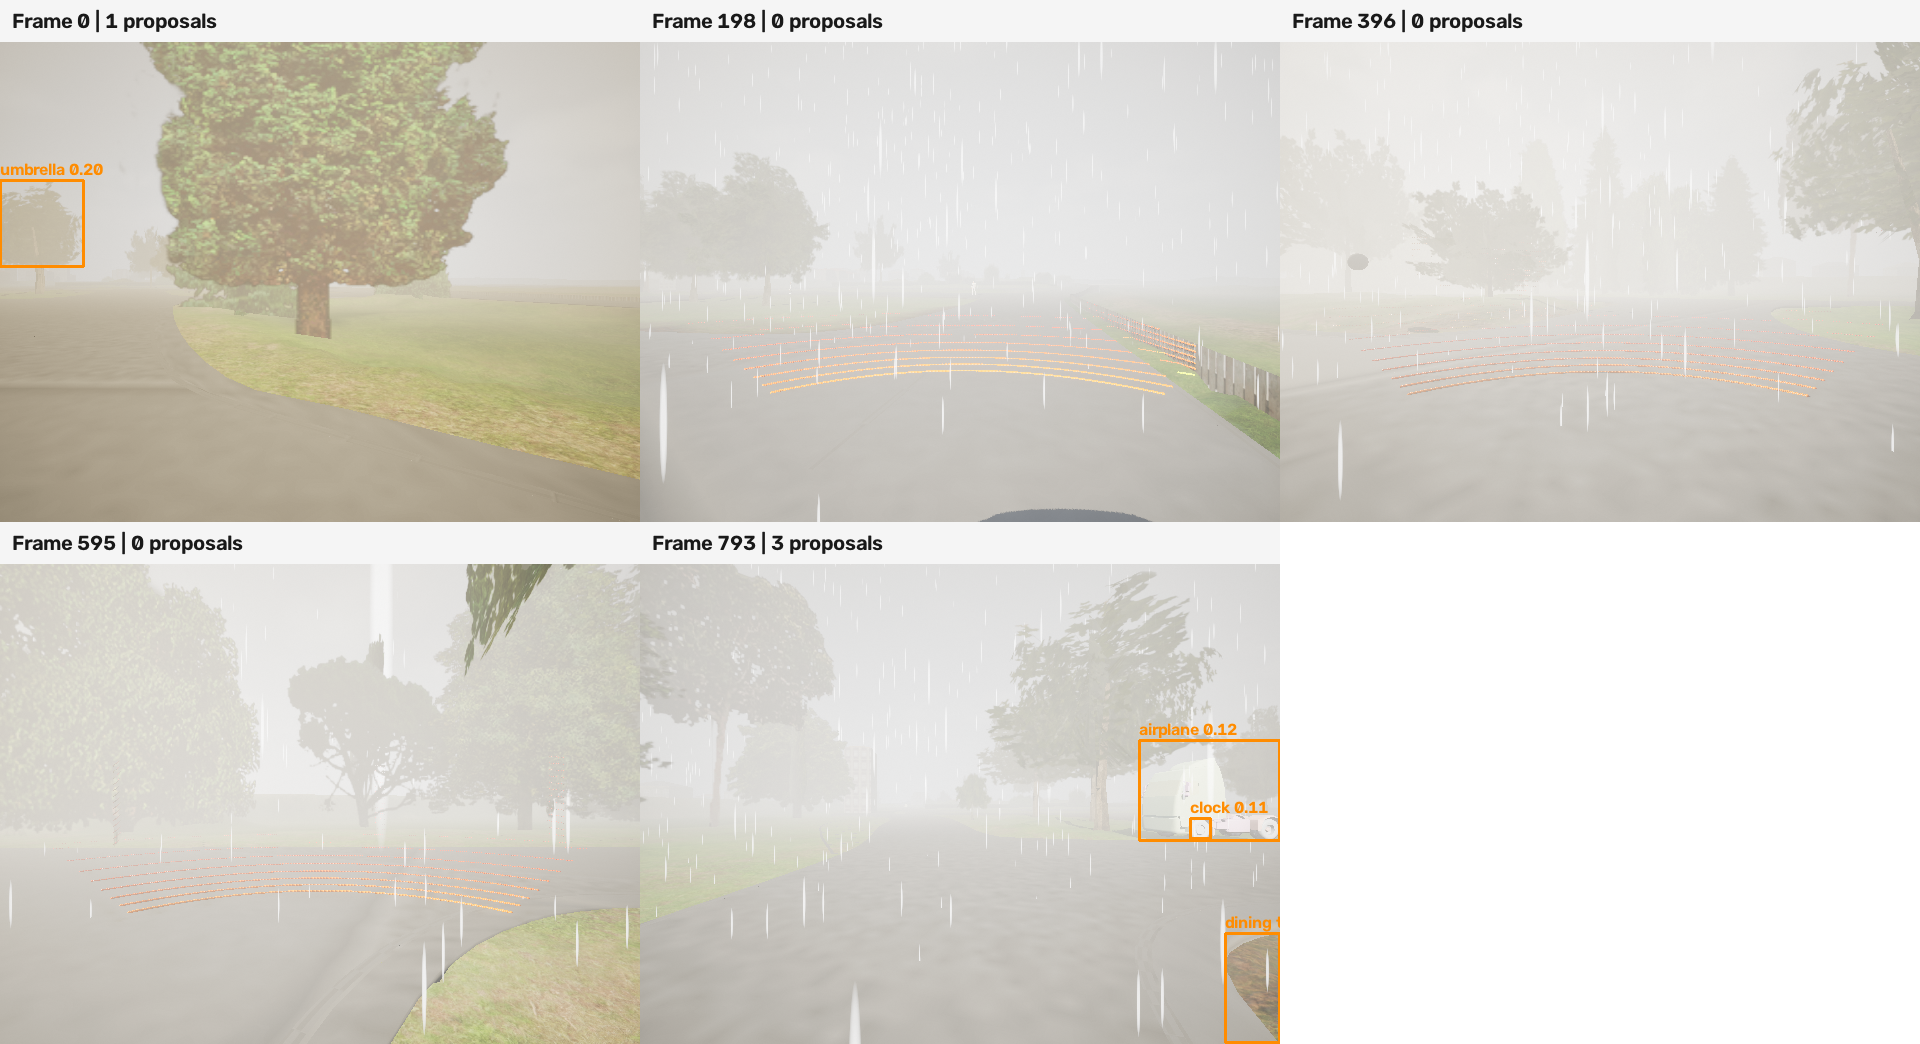 Frame 0 | 1 proposals
Frame 198 | 0 proposals
Frame 396 | 0 proposals
umbrella 0.20
Frame 595 | 0 proposals
Frame 793 | 3 proposals
airplane 0.12
clock 0.11
dining